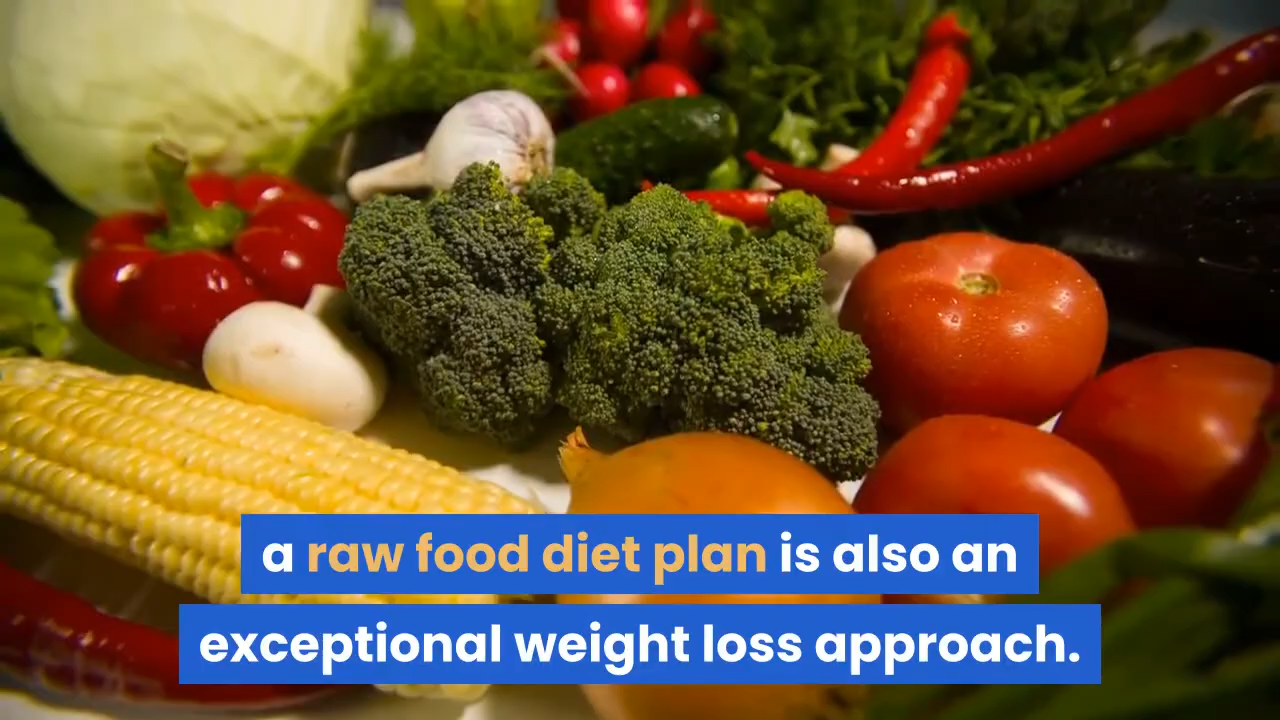 a raw food diet plan is also an
exceptional weight loss approach.